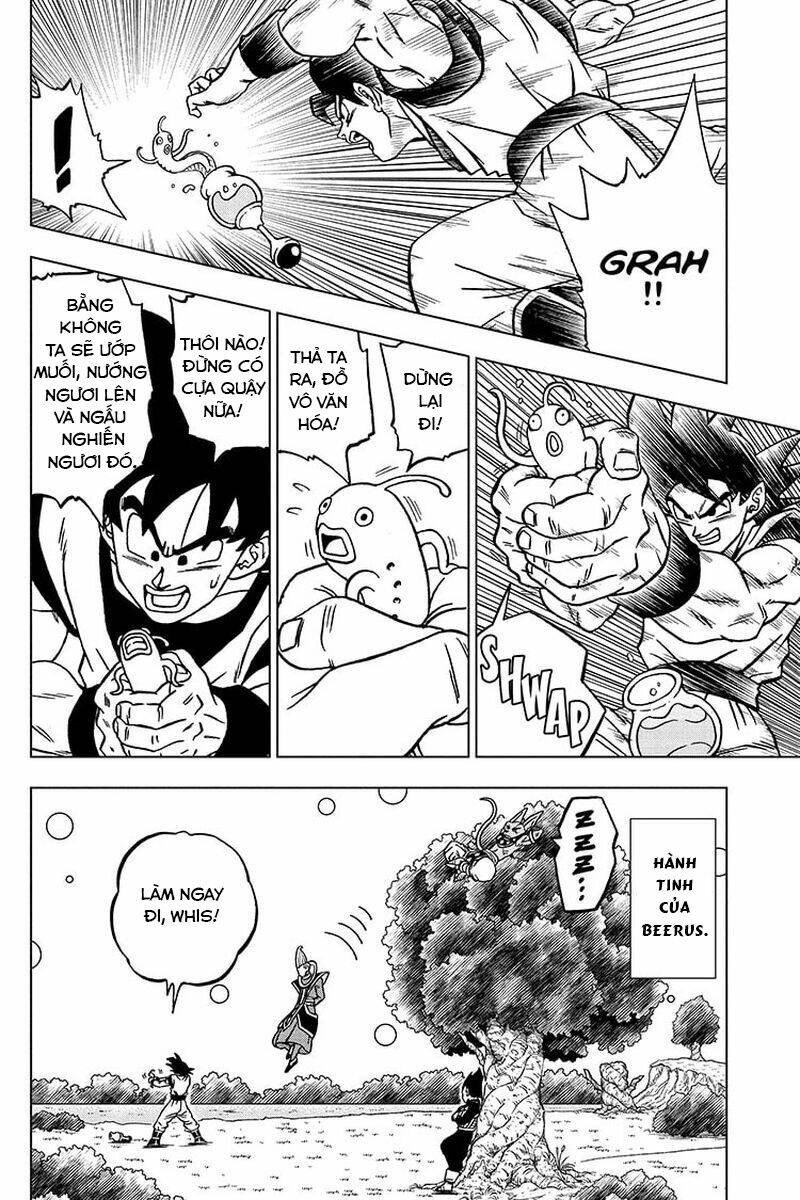 !
GRAH
!!
DỪNG
LẠI
ĐI!
THẢ TA
RA, ĐỒ
VÔ VĂN
HÓA!
THÔI NÀO!
ĐỪNG CÓ
CỰA QUẬY
NỮA!
BẰNG
KHÔNG
TA SẼ ƯỚP
MUỐI, NƯỚNG
NGƯƠI LÊN
VÀ NGẤU
NGHIẾN
NGƯƠI ĐÓ.
SHWAP
HÀNH
TINH
CỦA
BEERUS.
ZZZ...
LÀM NGAY
ĐI, WHIS!